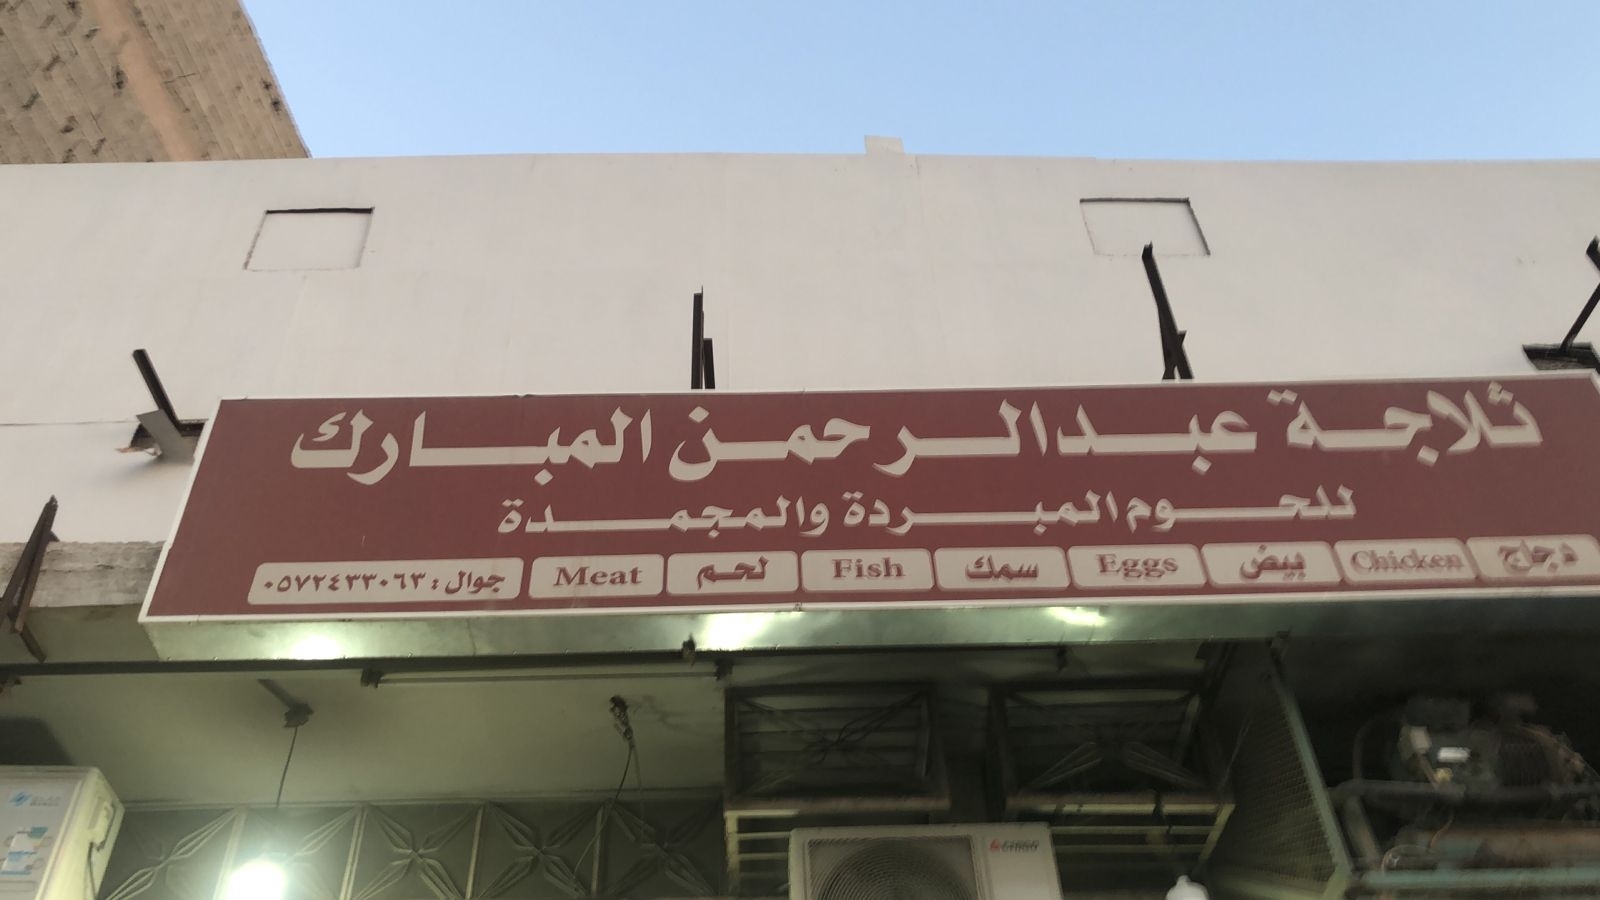 ثلاجة عبدالرحمن المبارك
للحوم المبردة والمجمدة
دجاج Chicken بيض Eggs سمك Fish لحم Meat جوال : ٠٥٧٢٤٣٣٠٦٣